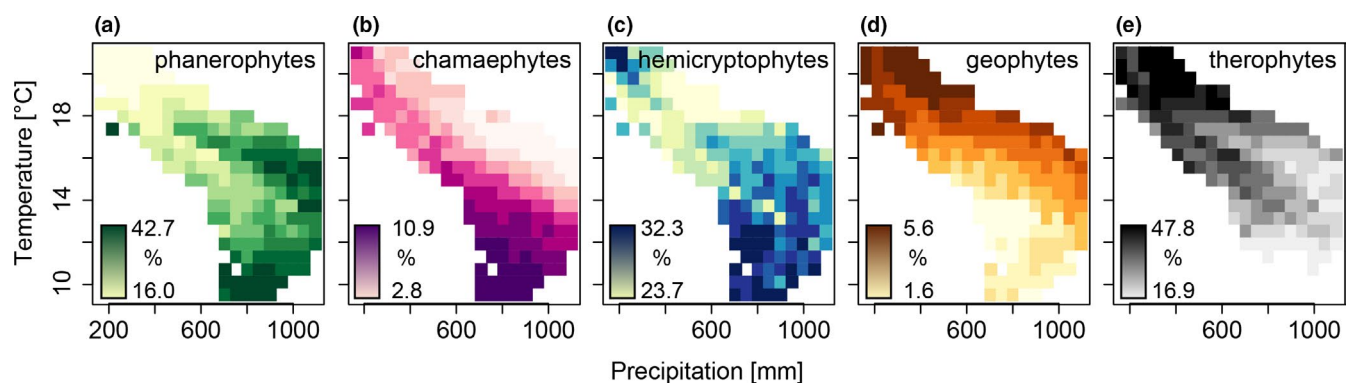 (a)
phanerophytes
42.7
%
16.0
(b)
chamaephytes
10.9
%
2.8
(c)
hemicryptophytes
32.3
%
23.7
(d)
geophytes
5.6
%
1.6
(e)
therophytes
47.8
%
16.9
Temperature [°C]
18
14
10
200 600 1000
600 1000
600 1000
600 1000
600 1000
Precipitation [mm]